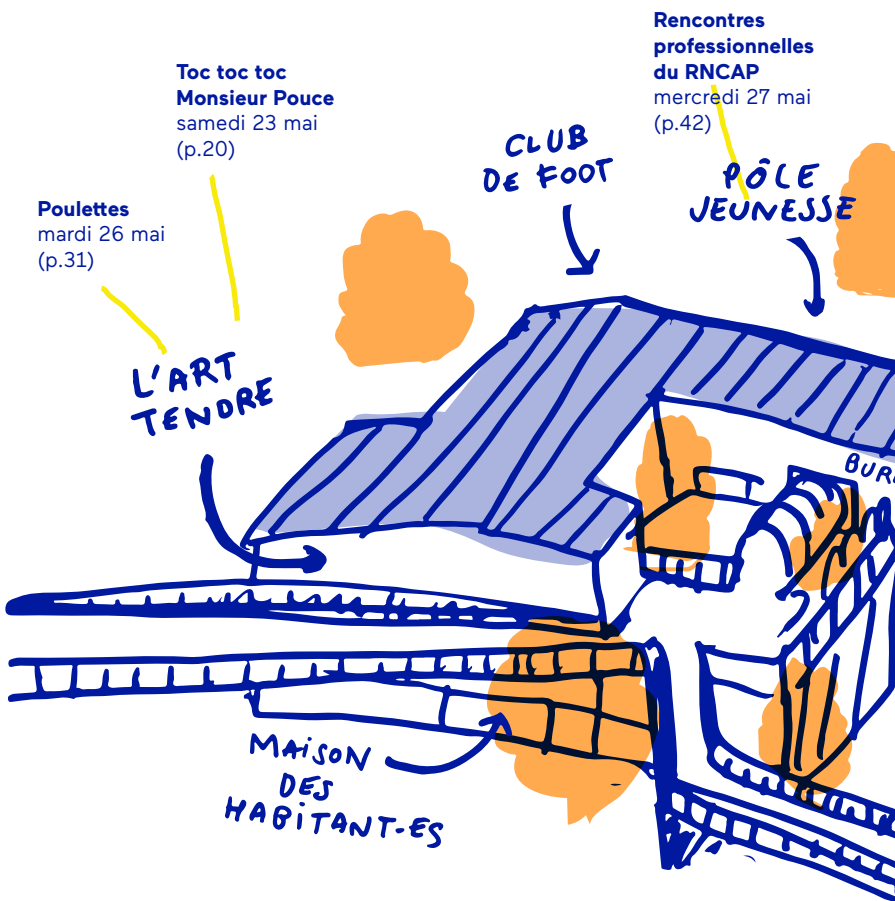 Rencontres
professionnelles
du RNCAP
mercredi 27 mai
(p.42)
Toc toc toc
Monsieur Pouce
samedi 23 mai
(p.20)
Poulettes
mardi 26 mai
(p.31)
CLUB
DE FOOT
PÔLE
JEUNESSE
L'ART
TENDRE
MAiSON
DES
HABiTANT-ES